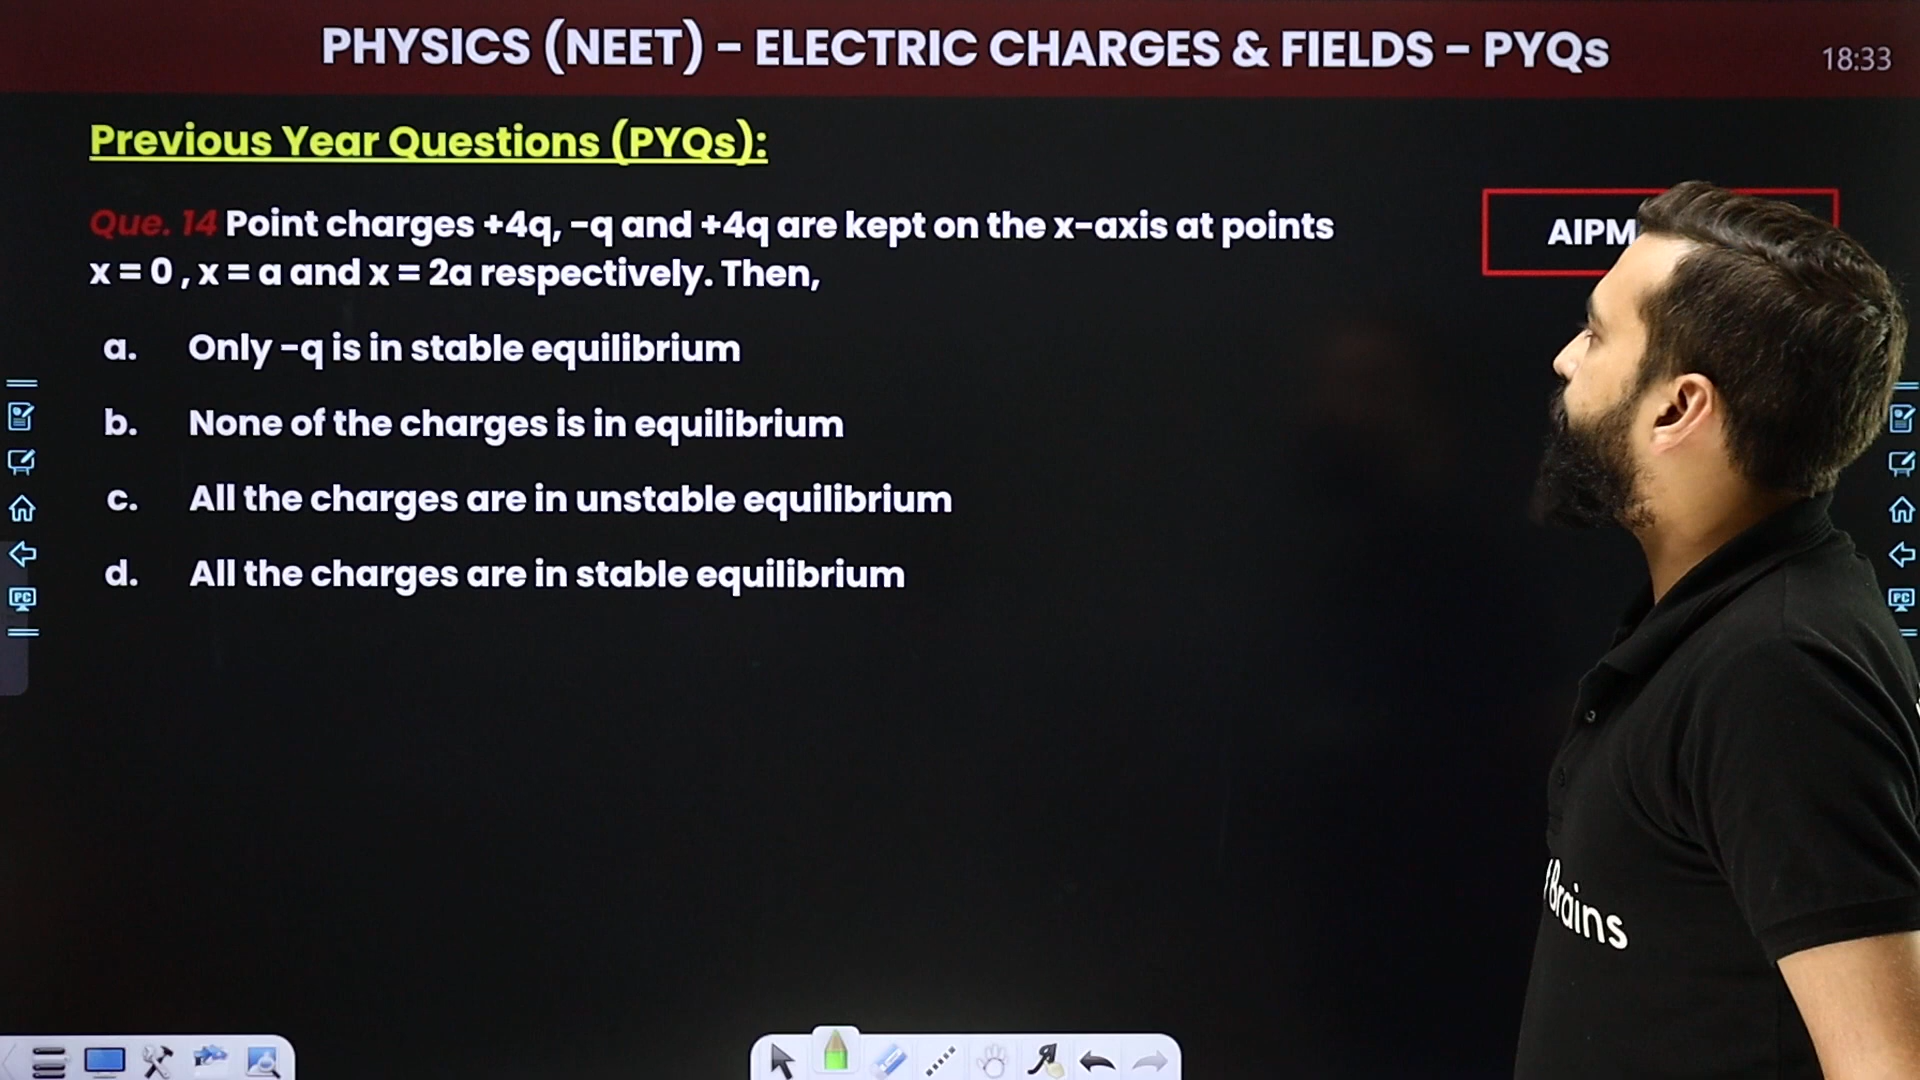 PHYSICS (NEET) – ELECTRIC CHARGES & FIELDS – PYQs
18:33
Previous Year Questions (PYQs):
Que. 14 Point charges +4q, –q and +4q are kept on the x-axis at points
x = 0 , x = a and x = 2a respectively. Then,
a. Only –q is in stable equilibrium
b. None of the charges is in equilibrium
c. All the charges are in unstable equilibrium
d. All the charges are in stable equilibrium
Brains
PC
PC